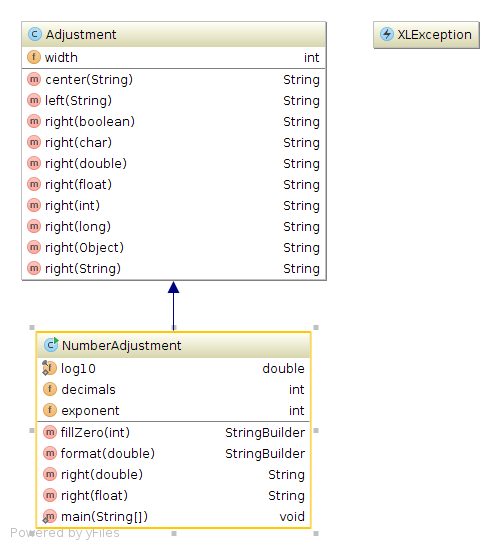 Adjustment
width int
center(String) String
left(String) String
right(boolean) String
right(char) String
right(double) String
right(float) String
right(int) String
right(long) String
right(Object) String
right(String) String
XLException
NumberAdjustment
log10 double
decimals int
exponent int
fillZero(int) StringBuilder
format(double) StringBuilder
right(double) String
right(float) String
main(String[]) void
Powered by yFiles